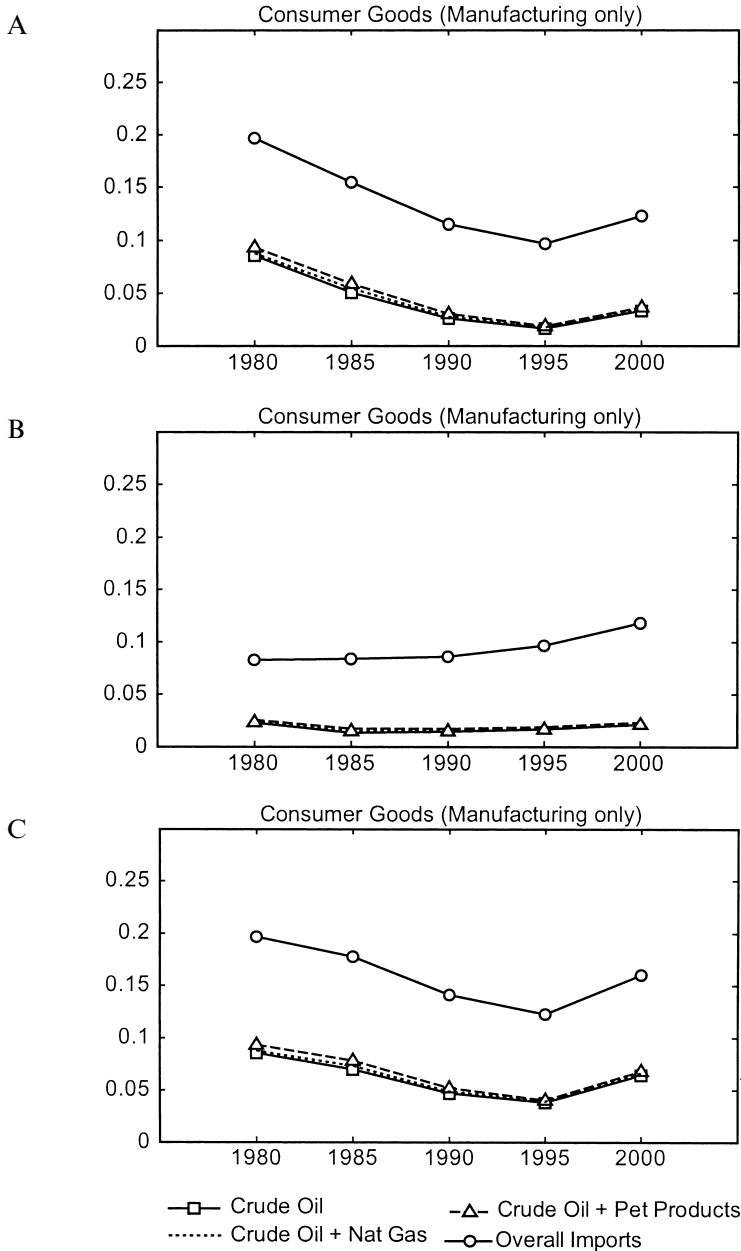 A
Consumer Goods (Manufacturing only)
0.25
0.2
0.15
0.1
0.05
0
1980 1985 1990 1995 2000
B
Consumer Goods (Manufacturing only)
0.25
0.2
0.15
0.1
0.05
0
1980 1985 1990 1995 2000
C
Consumer Goods (Manufacturing only)
0.25
0.2
0.15
0.1
0.05
0
1980 1985 1990 1995 2000
Crude Oil
Crude Oil + Pet Products
Crude Oil + Nat Gas
Overall Imports